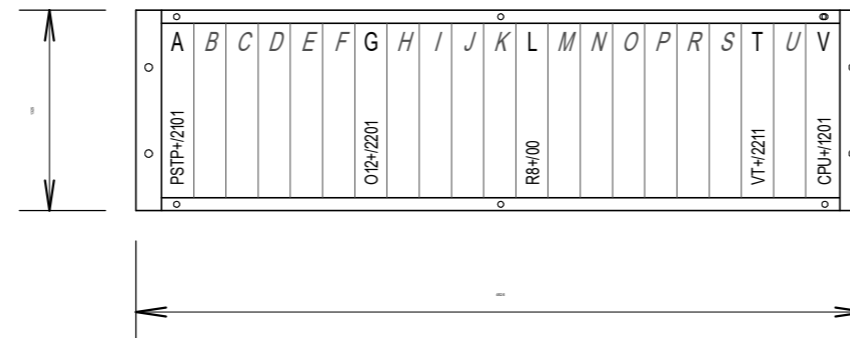 A B C D E F G H I J K L M N O P R S T U V
PSTP+/2101
O12+/2201
R8+/00
VT+/2211
CPU+/1201